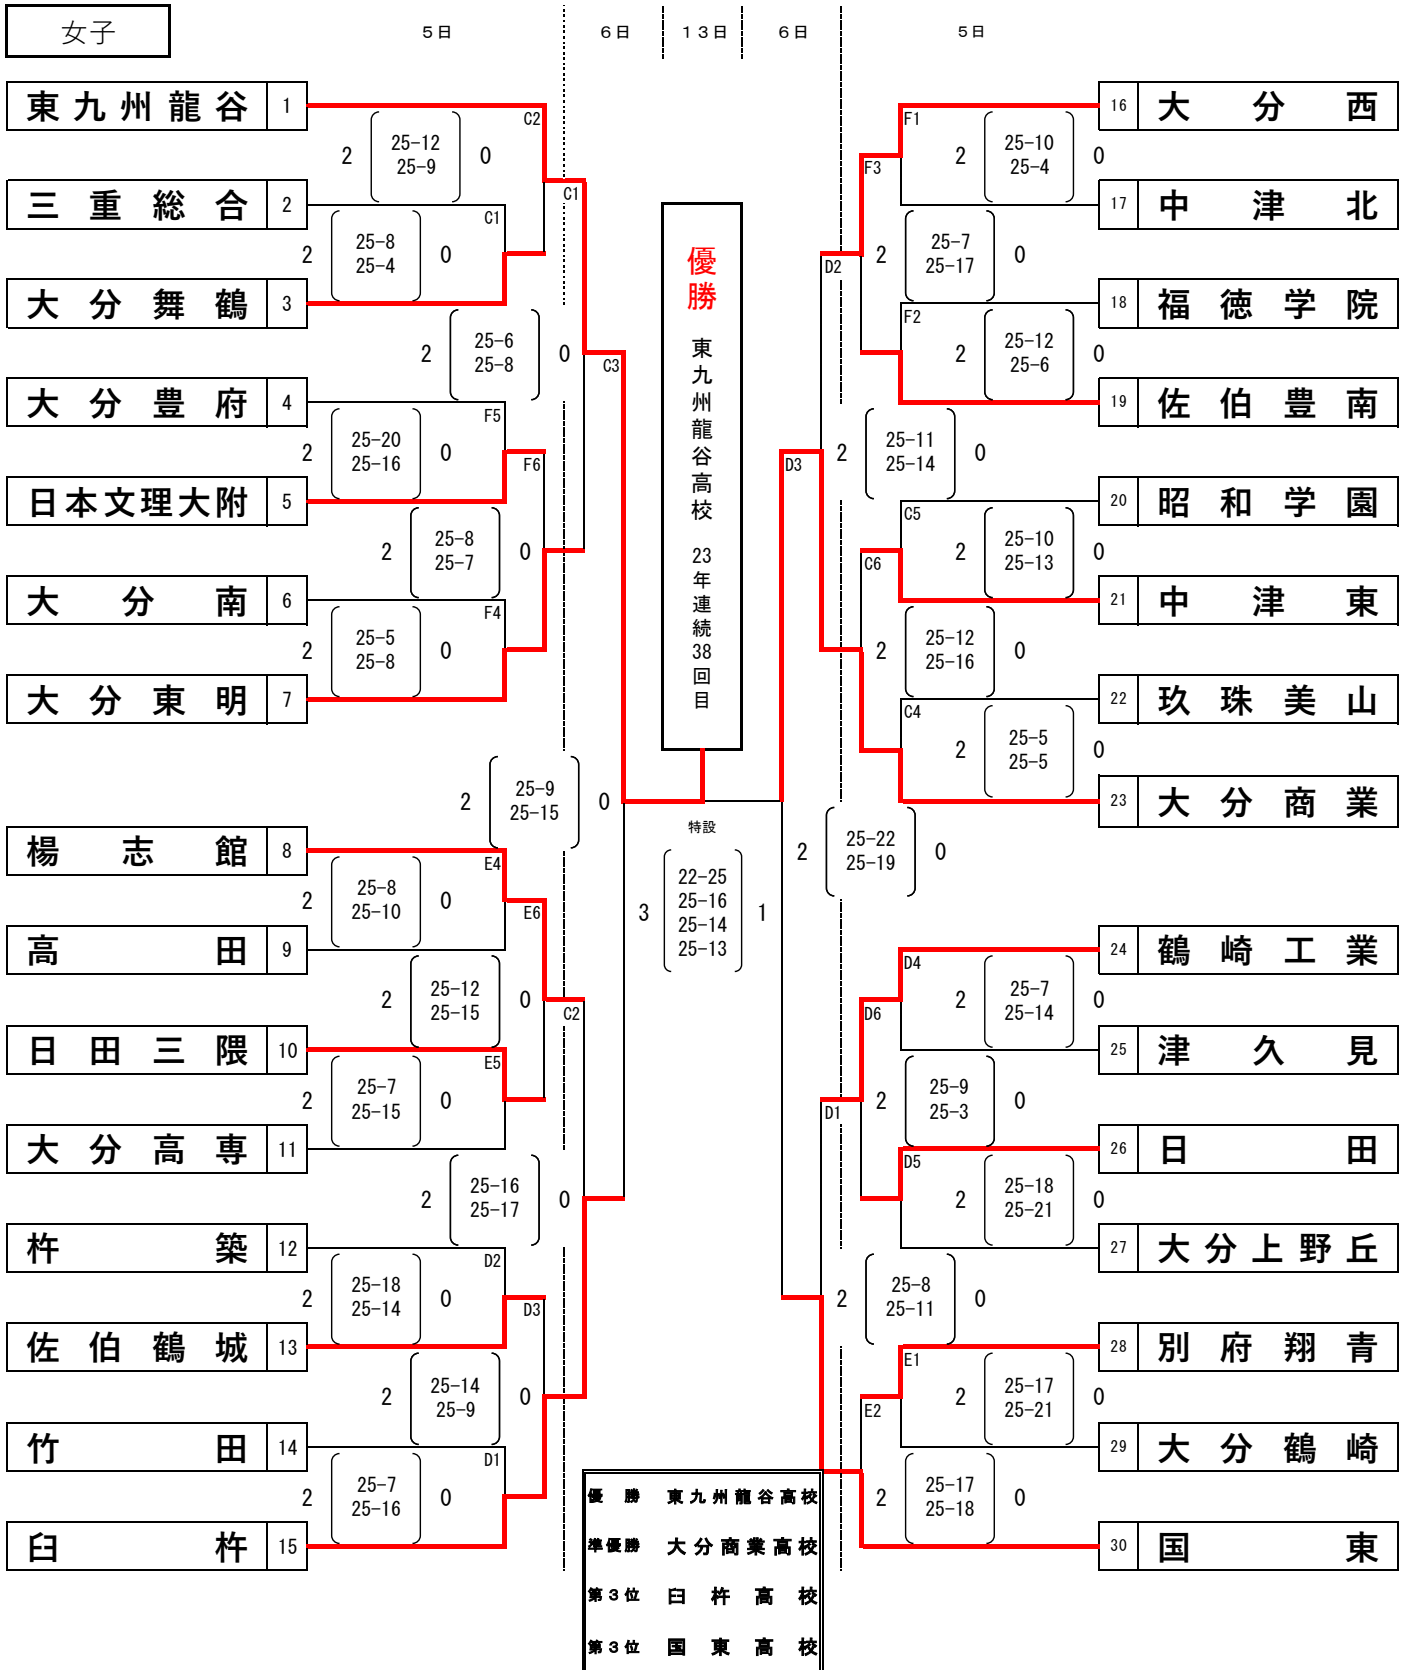 女子
5日
6日
13日
6日
5日
東九州龍谷 1
C2
2 25-12 0
25-9
三重総合 2
C1
C1
2 25-8 0
25-4
大分舞鶴 3
2 25-6 0
25-8
C3
大分豊府 4
F5
2 25-20 0
25-16
F6
日本文理大附 5
2 25-8 0
25-7
大分南 6
F4
2 25-5 0
25-8
大分東明 7
2 25-9 0
25-15
楊志館 8
E4
2 25-8 0
25-10
E6
高田 9
2 25-12 0
25-15
C2
日田三隈 10
E5
2 25-7 0
25-15
大分高専 11
2 25-16 0
25-17
杵築 12
D2
2 25-18 0
25-14
D3
佐伯鶴城 13
2 25-14 0
25-9
竹田 14
D1
2 25-7 0
25-16
臼杵 15
優勝
東九州龍谷高校
23年連続38回目
特設
3 22-25 1
25-16
25-14
25-13
16 大分西
F1
2 25-10 0
25-4
F3
17 中津北
2 25-7 0
25-17
D2
18 福徳学院
F2
2 25-12 0
25-6
19 佐伯豊南
2 25-11 0
25-14
D3
20 昭和学園
C5
2 25-10 0
25-13
C6
21 中津東
2 25-12 0
25-16
22 玖珠美山
C4
2 25-5 0
25-5
23 大分商業
2 25-22 0
25-19
24 鶴崎工業
D4
2 25-7 0
25-14
D6
25 津久見
2 25-9 0
25-3
D1
26 日田
D5
2 25-18 0
25-21
27 大分上野丘
2 25-8 0
25-11
28 別府翔青
E1
2 25-17 0
25-21
E2
29 大分鶴崎
2 25-17 0
25-18
30 国東
優勝 東九州龍谷高校
準優勝 大分商業高校
第3位 臼杵高校
第3位 国東高校